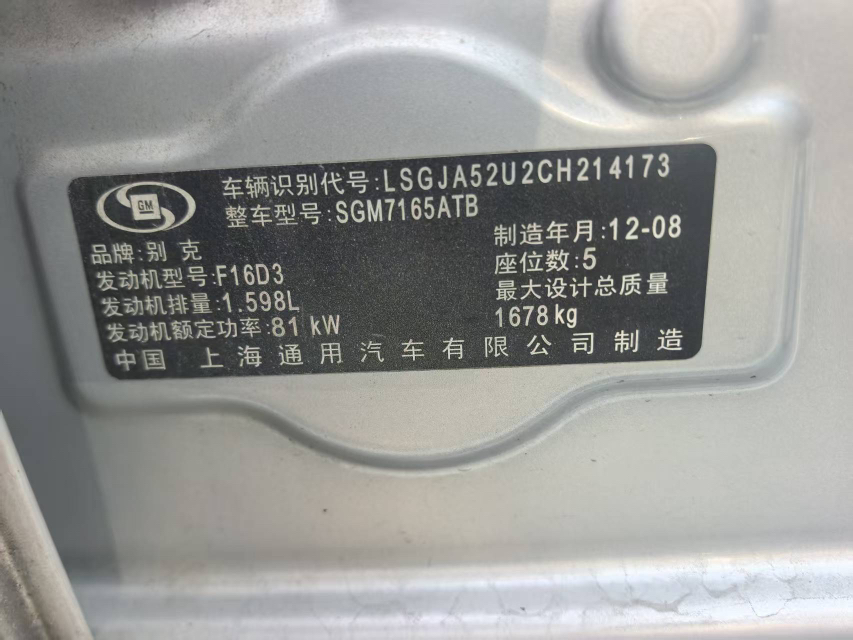 GM
车辆识别代号:LSGJA52U2CH214173
整车型号:SGM7165ATB
品牌:别 克
制造年月:12-08
发动机型号:F16D3
座位数:5
发动机排量:1.598L
最大设计总质量
发动机额定功率:81 kW
1678kg
中国 上海通用汽车有限公司制造